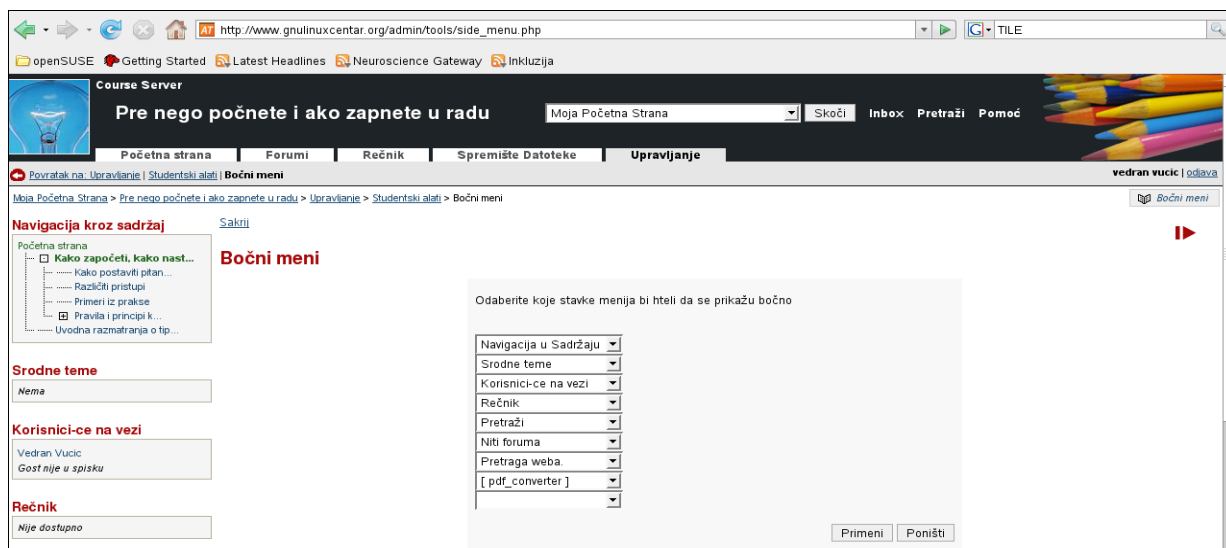 http://www.gnulinuxcentar.org/admin/tools/side_menu.php
TILE
openSUSE Getting Started Latest Headlines Neuroscience Gateway Inkluzija
Course Server
Pre nego počnete i ako zapnete u radu
Moja Početna Strana Skoči Inbox Pretraži Pomoć
Početna strana Forumi Rečnik Spremište Datoteke Upravljanje
Povratak na: Upravljanje | Studentski alati | Bočni meni
vedran vucic | odjava
Moja Početna Strana > Pre nego počnete i ako zapnete u radu > Upravljanje > Studentski alati > Bočni meni
Bočni meni
Navigacija kroz sadržaj
Početna strana
Kako započeti, kako nast...
Kako postaviti pitan...
Različiti pristupi
Primeri iz prakse
Pravila i principi k...
Uvodna razmatranja o tip...
Srodne teme
Nema
Korisnici-ce na vezi
Vedran Vucic
Gost nije u spisku
Rečnik
Nije dostupno
Sakrij
Bočni meni
Odaberite koje stavke menija bi hteli da se prikažu bočno
Navigacija u Sadržaju
Srodne teme
Korisnici-ce na vezi
Rečnik
Pretraži
Niti foruma
Pretraga weba.
[ pdf_converter ]
Primeni Poništi